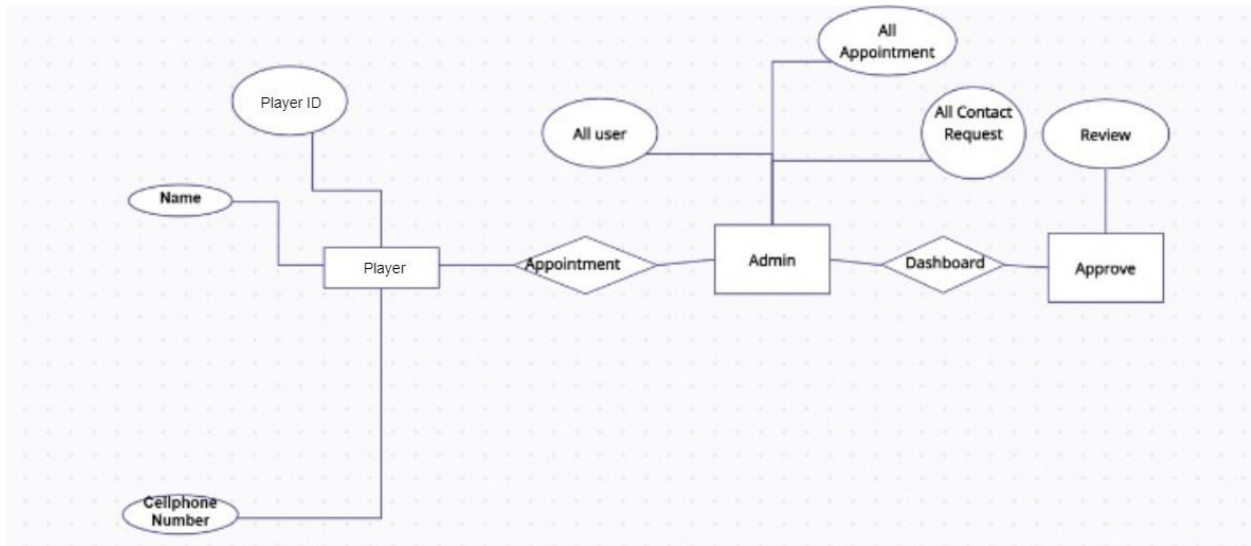 All
Appointment
Player ID
All user
All Contact
Request
Review
Name
Player
Appointment
Admin
Dashboard
Approve
Cellphone
Number